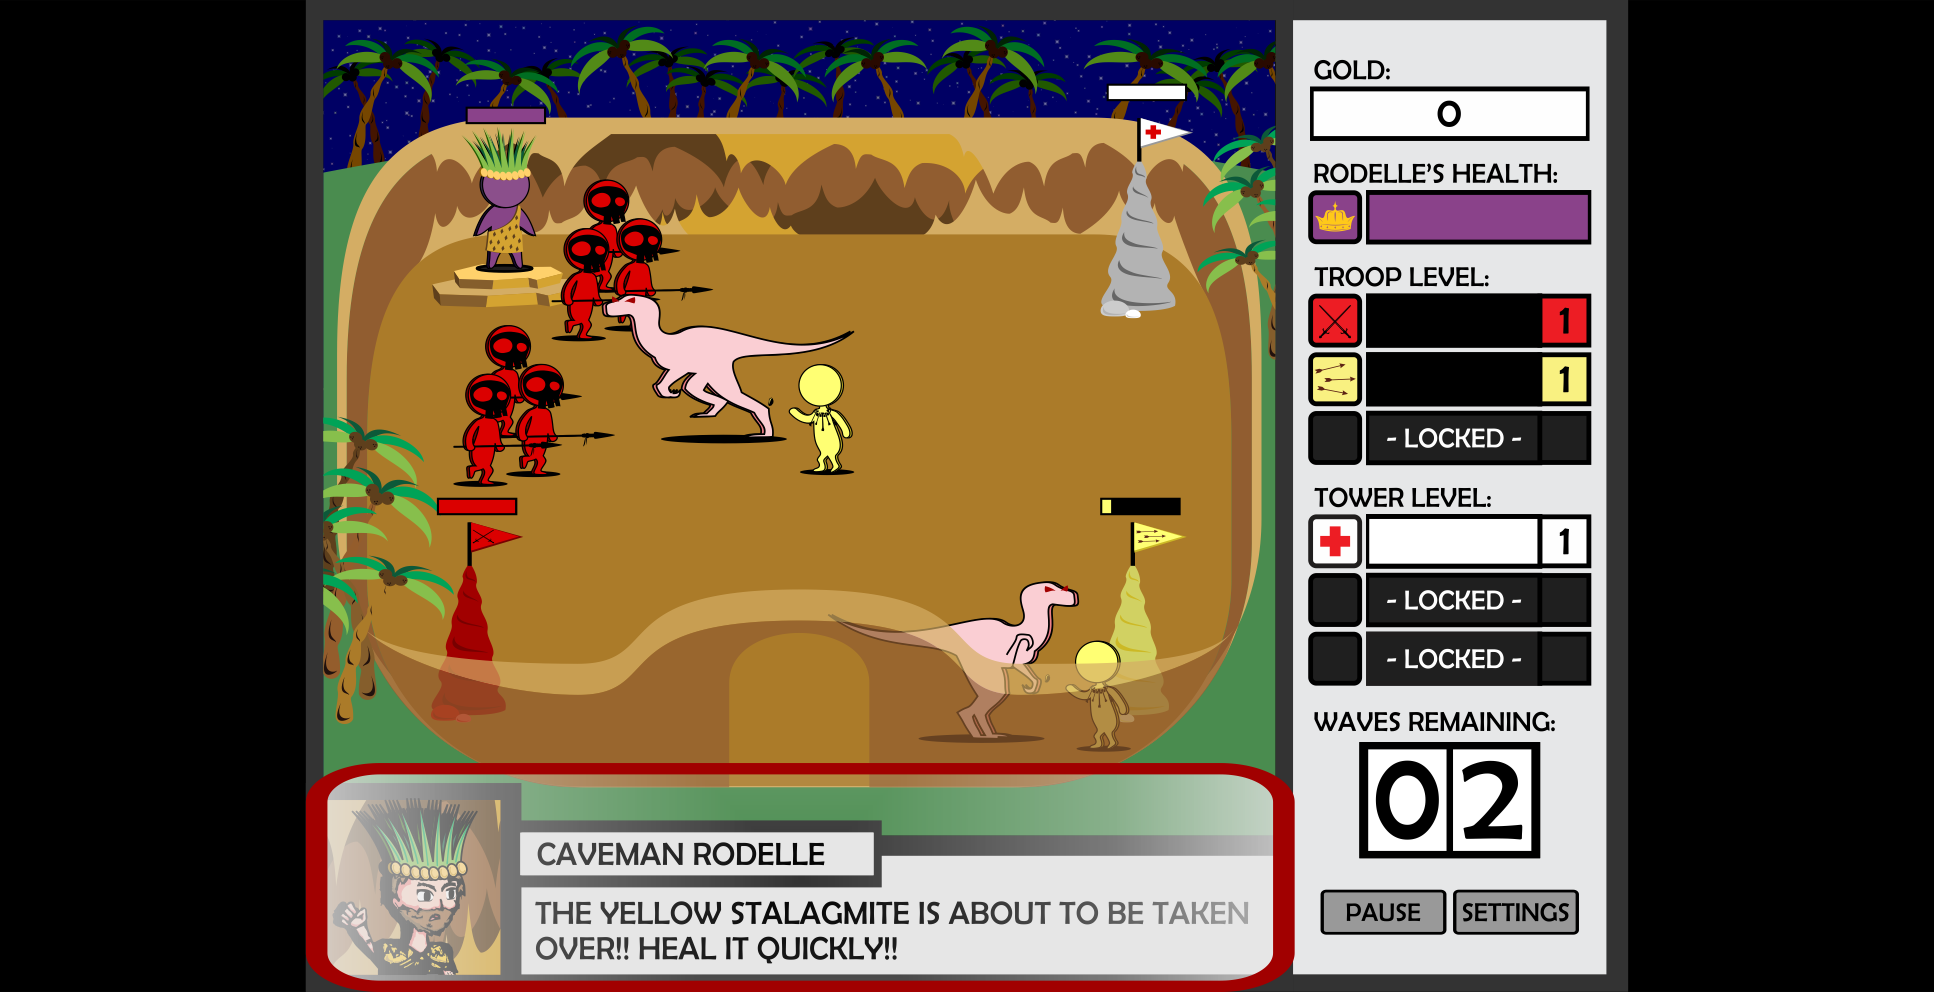 GOLD:
0
RODELLE'S HEALTH:
TROOP LEVEL:
1
1
- LOCKED -
TOWER LEVEL:
1
- LOCKED -
- LOCKED -
WAVES REMAINING:
02
PAUSE SETTINGS
CAVEMAN RODELLE
THE YELLOW STALAGMITE IS ABOUT TO BE TAKEN
OVER!! HEAL IT QUICKLY!!